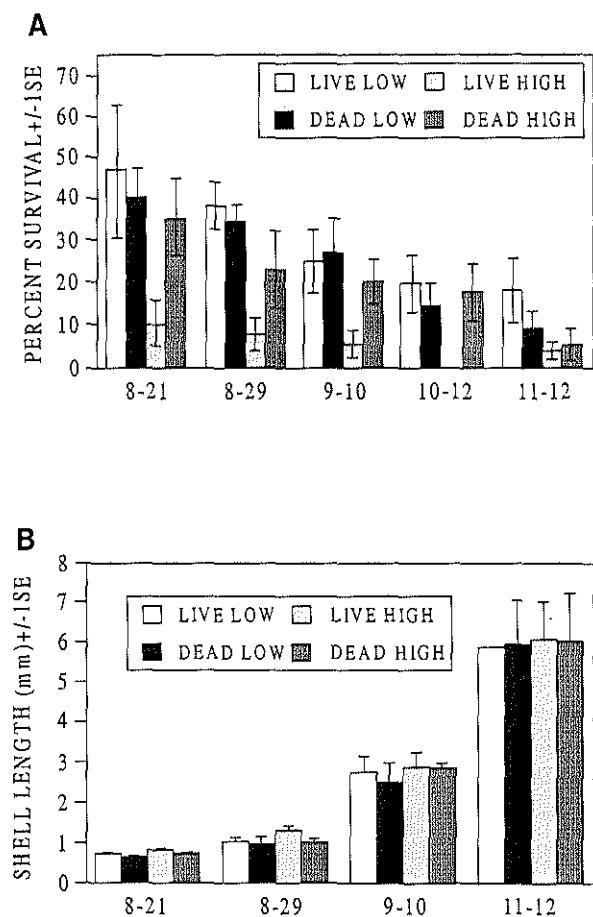 A
PERCENT SURVIVAL+/-1SE
70
60
50
40
30
20
10
0
LIVE LOW LIVE HIGH
DEAD LOW DEAD HIGH
8-21 8-29 9-10 10-12 11-12
B
SHELL LENGTH (mm)+/-1SE
8
7
6
5
4
3
2
1
0
LIVE LOW LIVE HIGH
DEAD LOW DEAD HIGH
8-21 8-29 9-10 11-12